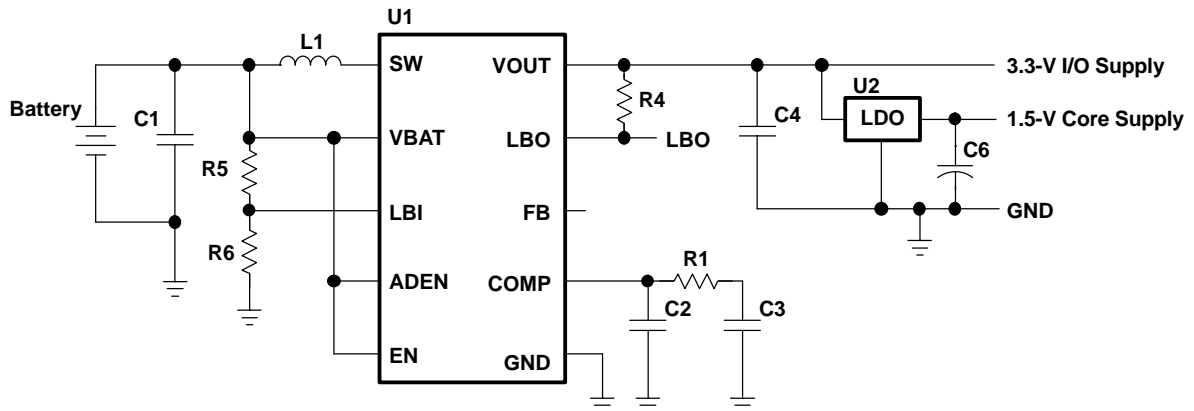 U1
L1
SW
VOUT
3.3-V I/O Supply
U2
R4
Battery
C1
C4
LDO
1.5-V Core Supply
VBAT
LBO
LBO
C6
R5
LBI
FB
GND
R6
R1
ADEN
COMP
C2
C3
EN
GND